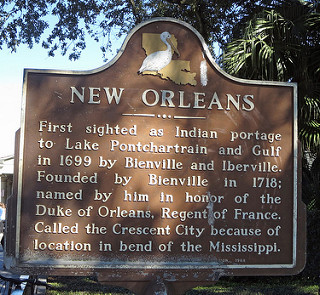 NEW ORLEANS
First sighted as Indian portage
to Lake Pontchartrain and Gulf
in 1699 by Bienville and Iberville.
Founded by Bienville in 1718;
named by him in honor of the
Duke of Orleans, Regent of France.
Called the Crescent City because of
location in bend of the Mississippi.